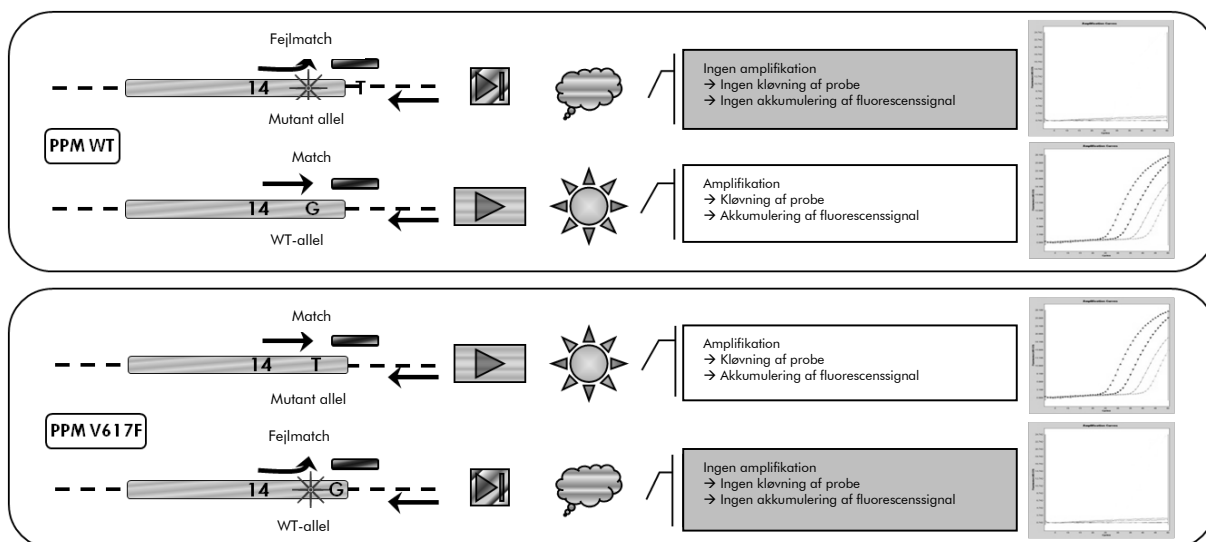 Fejlmatch
14
T
Mutant allel
Ingen amplifikation
→ Ingen kløvning af probe
→ Ingen akkumulering af fluorescenssignal
PPM WT
Match
14 G
WT-allel
Amplifikation
→ Kløvning af probe
→ Akkumulering af fluorescenssignal
Match
14 T
Mutant allel
Amplifikation
→ Kløvning af probe
→ Akkumulering af fluorescenssignal
PPM V617F
Fejlmatch
14 G
WT-allel
Ingen amplifikation
→ Ingen kløvning af probe
→ Ingen akkumulering af fluorescenssignal